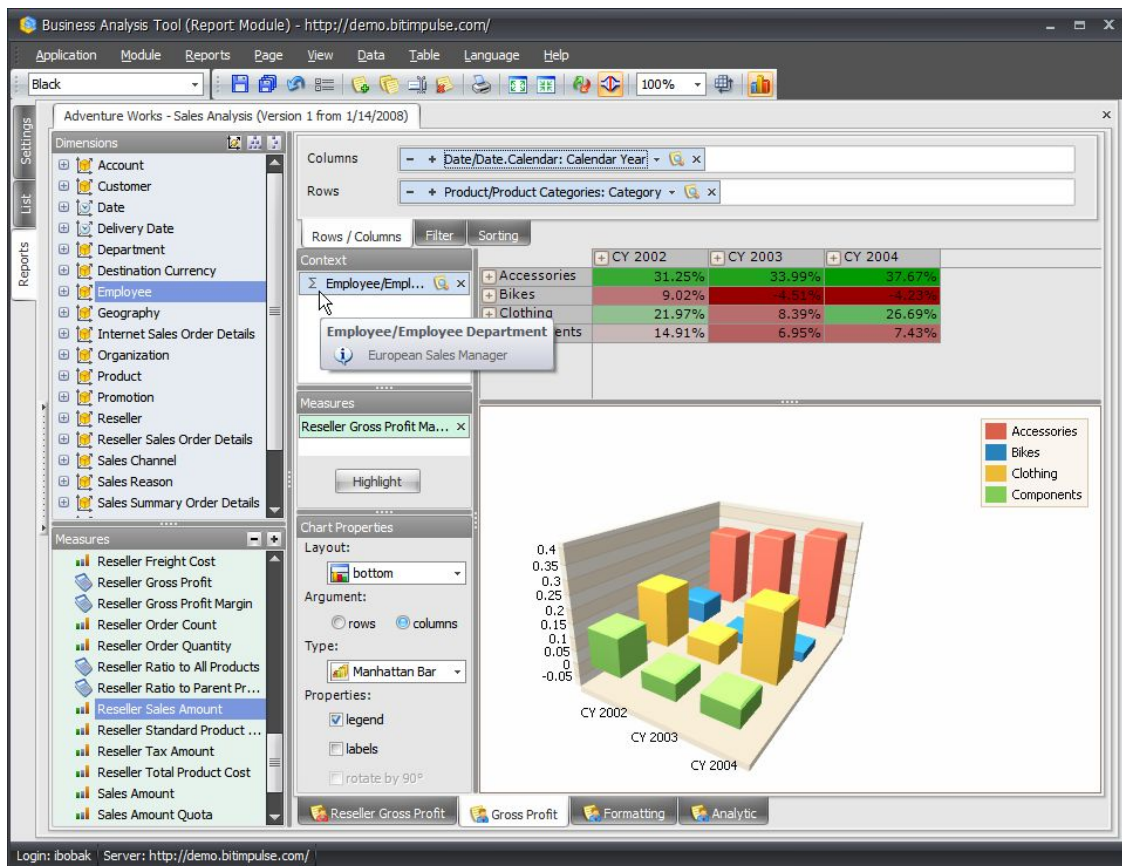 Business Analysis Tool (Report Module) - http://demo.bitimpulse.com/
Application Module Reports Page View Data Table Language Help
Black 100%
Adventure Works - Sales Analysis (Version 1 from 1/14/2008)
Settings
List
Reports
Dimensions
Account
Customer
Date
Delivery Date
Department
Destination Currency
Employee
Geography
Internet Sales Order Details
Organization
Product
Promotion
Reseller
Reseller Sales Order Details
Sales Channel
Sales Reason
Sales Summary Order Details
Measures
Reseller Freight Cost
Reseller Gross Profit
Reseller Gross Profit Margin
Reseller Order Count
Reseller Order Quantity
Reseller Ratio to All Products
Reseller Ratio to Parent Pr...
Reseller Sales Amount
Reseller Standard Product ...
Reseller Tax Amount
Reseller Total Product Cost
Sales Amount
Sales Amount Quota
Columns - + Date/Date.Calendar: Calendar Year
Rows - + Product/Product Categories: Category
Rows / Columns Filter Sorting
Context
Σ Employee/Empl...
Employee/Employee Department
European Sales Manager
Measures
Reseller Gross Profit Ma...
Highlight
Chart Properties
Layout:
bottom
Argument:
rows columns
Type:
Manhattan Bar
Properties:
legend
labels
rotate by 90°
CY 2002 CY 2003 CY 2004
Accessories 31.25% 33.99% 37.67%
Bikes 9.02% -4.51% -4.23%
Clothing 21.97% 8.39% 26.69%
ents 14.91% 6.95% 7.43%
Accessories
Bikes
Clothing
Components
0.4
0.35
0.3
0.25
0.2
0.15
0.1
0.05
0
-0.05
CY 2002
CY 2003
CY 2004
Reseller Gross Profit Gross Profit Formatting Analytic
Login: ibobak Server: http://demo.bitimpulse.com/